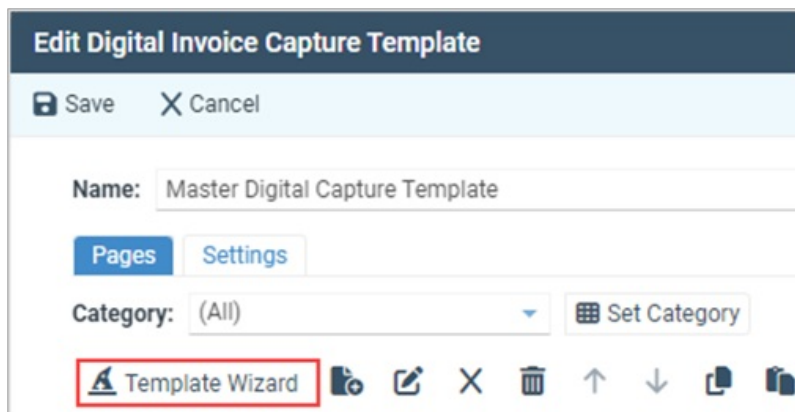 Edit Digital Invoice Capture Template
Save Cancel
Name: Master Digital Capture Template
Pages Settings
Category: (All) Set Category
Template Wizard